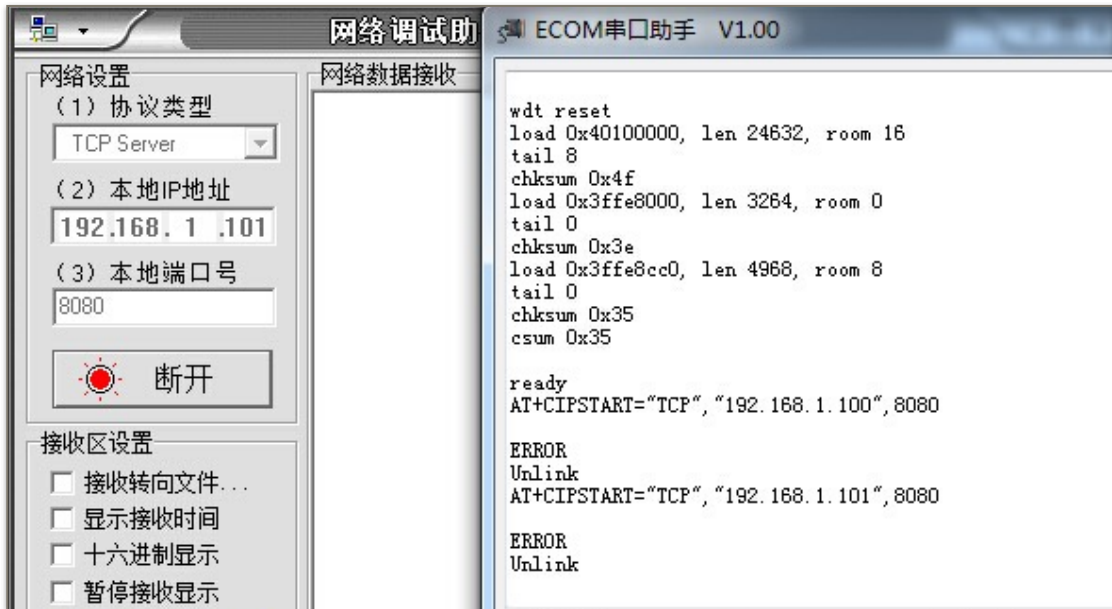 网络调试助
网络设置
（1）协议类型
TCP Server
（2）本地IP地址
192.168. 1 .101
（3）本地端口号
8080
断开
接收区设置
接收转向文件...
显示接收时间
十六进制显示
暂停接收显示
网络数据接收
ECOM串口助手 V1.00
wdt reset
load 0x40100000, len 24632, room 16
tail 8
chksum 0x4f
load 0x3ffe8000, len 3264, room 0
tail 0
chksum 0x3e
load 0x3ffe8cc0, len 4968, room 8
tail 0
chksum 0x35
csum 0x35
ready
AT+CIPSTART="TCP","192.168.1.100",8080
ERROR
Unlink
AT+CIPSTART="TCP","192.168.1.101",8080
ERROR
Unlink